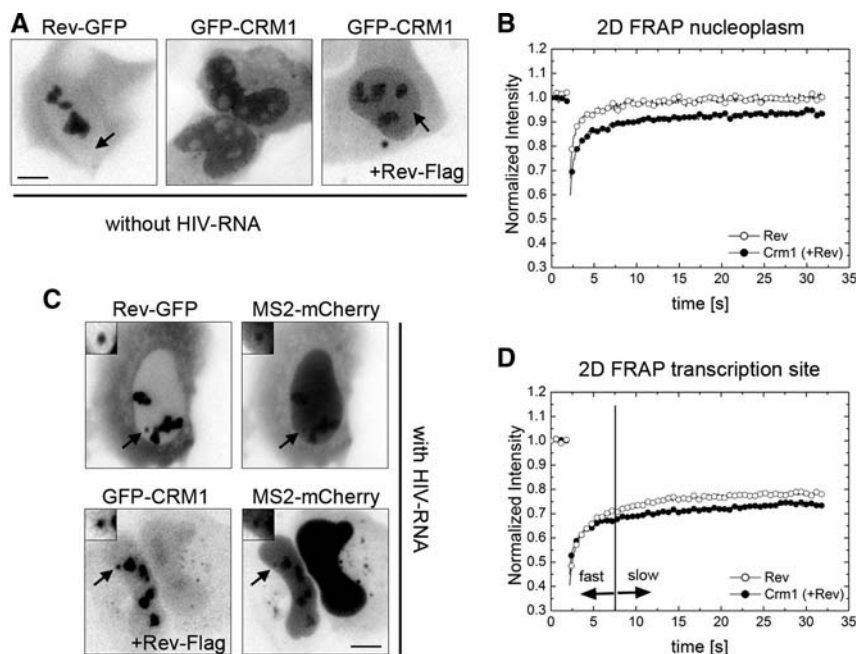 A
Rev-GFP
GFP-CRM1
GFP-CRM1
+Rev-Flag
without HIV-RNA
B
2D FRAP nucleoplasm
Normalized Intensity
1.2
1.1
1.0
0.9
0.8
0.7
0.6
0.5
0.4
0.3
Rev
Crm1 (+Rev)
0 5 10 15 20 25 30 35
time [s]
C
Rev-GFP
MS2-mCherry
GFP-CRM1
MS2-mCherry
+Rev-Flag
with HIV-RNA
D
2D FRAP transcription site
Normalized Intensity
1.2
1.1
1.0
0.9
0.8
0.7
0.6
0.5
0.4
0.3
fast slow
Rev
Crm1 (+Rev)
0 5 10 15 20 25 30 35
time [s]